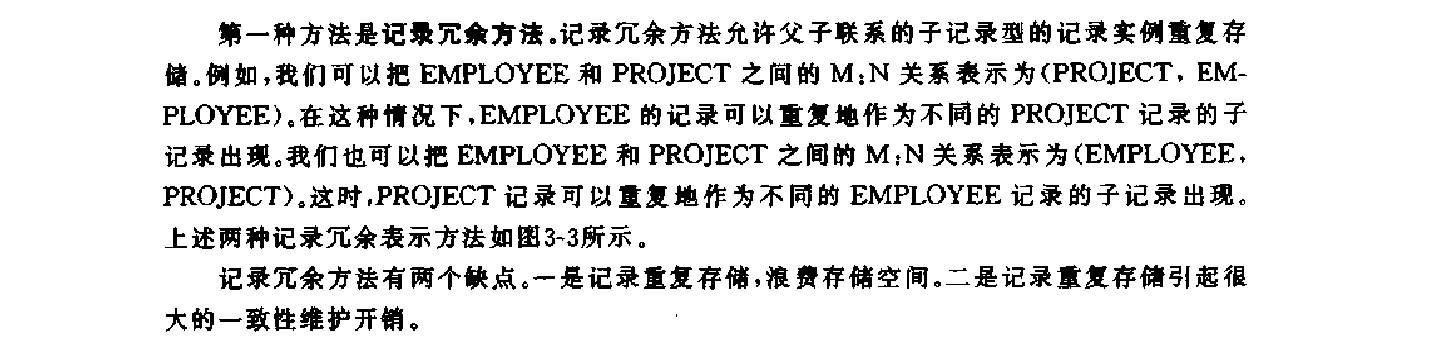 第一种方法是记录冗余方法。记录冗余方法允许父子联系的子记录型的记录实例重复存
储。例如,我们可以把 EMPLOYEE 和 PROJECT 之间的 M:N 关系表示为(PROJECT, EM-
PLOYEE)。在这种情况下,EMPLOYEE 的记录可以重复地作为不同的 PROJECT 记录的子
记录出现。我们也可以把 EMPLOYEE 和 PROJECT 之间的 M:N 关系表示为(EMPLOYEE,
PROJECT)。这时,PROJECT 记录可以重复地作为不同的 EMPLOYEE 记录的子记录出现。
上述两种记录冗余表示方法如图3-3所示。
记录冗余方法有两个缺点。一是记录重复存储,浪费存储空间。二是记录重复存储引起很
大的一致性维护开销。